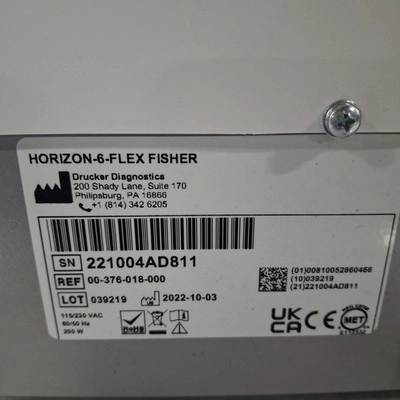 HORIZON-6-FLEX FISHER
Drucker Diagnostics
200 Shady Lane, Suite 170
Philipsburg, PA 16866
+1 (814) 342 6205
SN 221004AD811
REF 00-376-018-000
LOT 039219 2022-10-03
115/230 VAC
60/50 Hz
200 W
(01)00810052860466
(10)039219
(21)221004AD811
UK
CA CE MET